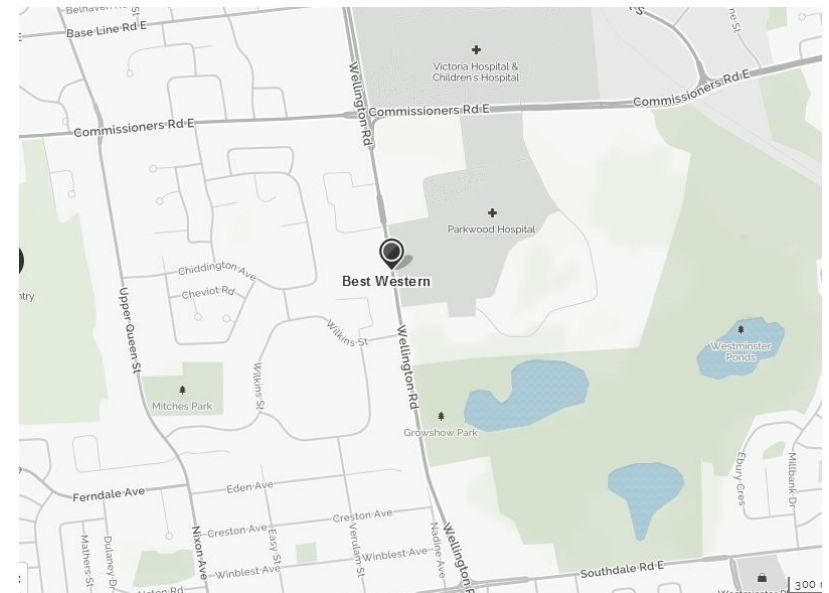 Base Line Rd E
Victoria Hospital &
Children's Hospital
Commissioners Rd E
Commissioners Rd E
Commissioners Rd E
Wellington Rd
Parkwood Hospital
Chiddington Ave
Best Western
Cheviot Rd
Upper Queen St
Wilkins St
Wellington Rd
Westminster
Ponds
Wilkins St
Mitches Park
Growshow Park
Ebury Cres
Millbank Dr
Ferndale Ave
Eden Ave
Creston Ave
Creston Ave
Mathers St
Dulaney Dr
Nixon Ave
Easy St
Verulam St
Nadine Ave
Wellington Rd
Winblest Ave
Winblest Ave
Southdale Rd E
300